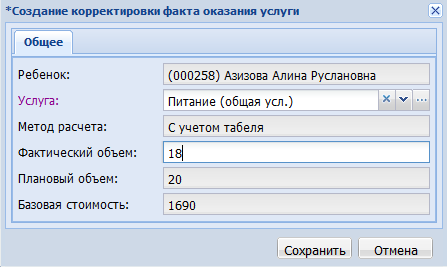 *Создание корректировки факта оказания услуги
Общее
Ребенок: (000258) Азизова Алина Руслановна
Услуга: Питание (общая усл.)
Метод расчета: С учетом табеля
Фактический объем: 18
Плановый объем: 20
Базовая стоимость: 1690
Сохранить Отмена